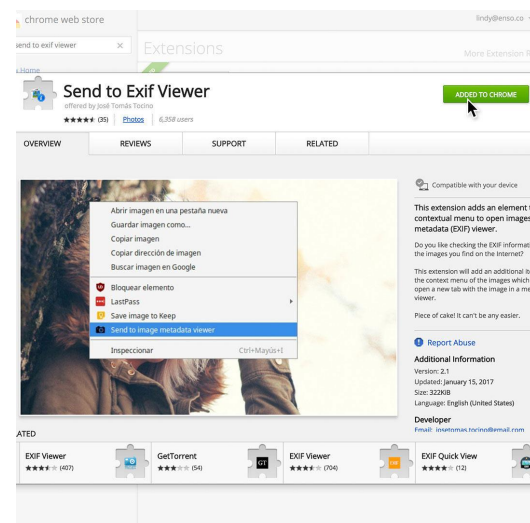 chrome web store
lindy@enso.co
send to exif viewer
Extensions
More Extension R
Home
Send to Exif Viewer
offered by José Tomás Tocino
(35) Photos 6,358 users
ADDED TO CHROME
OVERVIEW REVIEWS SUPPORT RELATED
Abrir imagen en una pestaña nueva
Guardar imagen como...
Copiar imagen
Copiar dirección de imagen
Buscar imagen en Google
Bloquear elemento
LastPass
Save image to Keep
Send to image metadata viewer
Inspeccionar Ctrl+Mayús+I
Compatible with your device
This extension adds an element
contextual menu to open images
metadata (EXIF) viewer.
Do you like checking the EXIF informati
the images you find on the Internet?
This extension will add an additional it
the context menu of the images which
open a new tab with the image in a me
viewer.
Piece of cake! It can't be any easier.
Report Abuse
Additional Information
Version: 2.1
Updated: January 15, 2017
Size: 322KiB
Language: English (United States)
Developer
Email: josetomas.tocino@gmail.com
ATED
EXIF Viewer
(407)
GetTorrent
(54)
GT
EXIF Viewer
(704)
EXIF Quick View
(12)